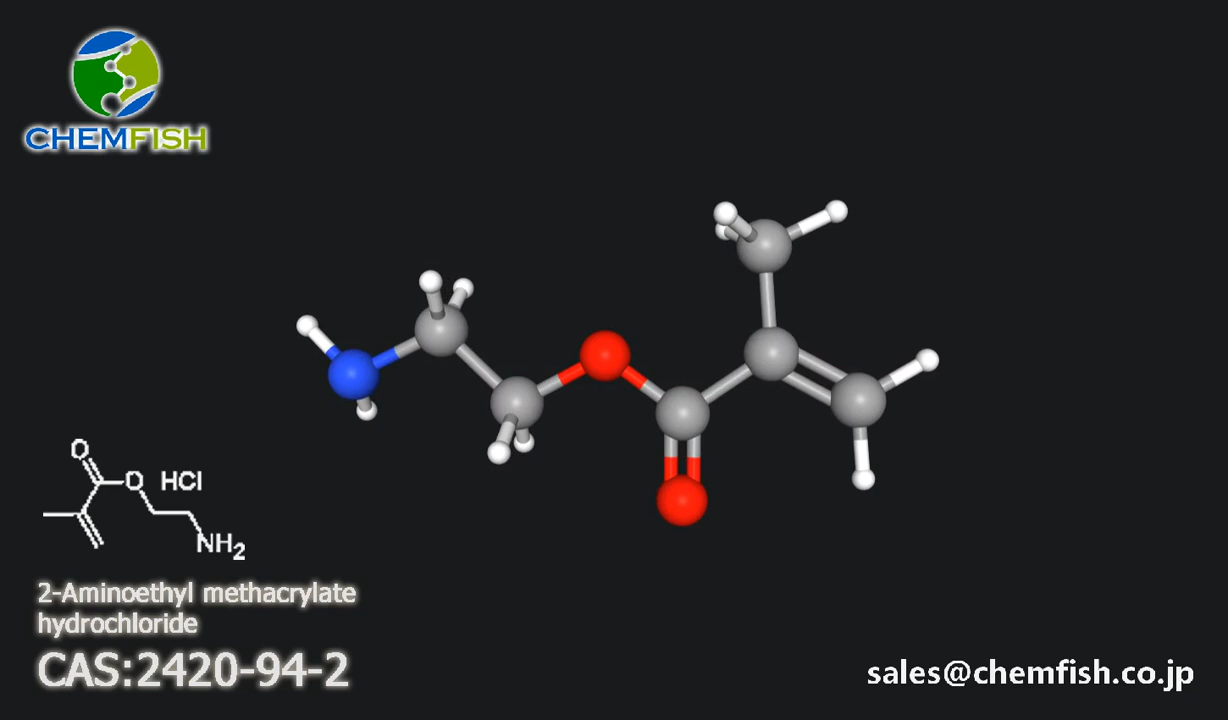 CHEMFISH
O
O HCl
NH2
2-Aminoethyl methacrylate
hydrochloride
CAS:2420-94-2
sales@chemfish.co.jp